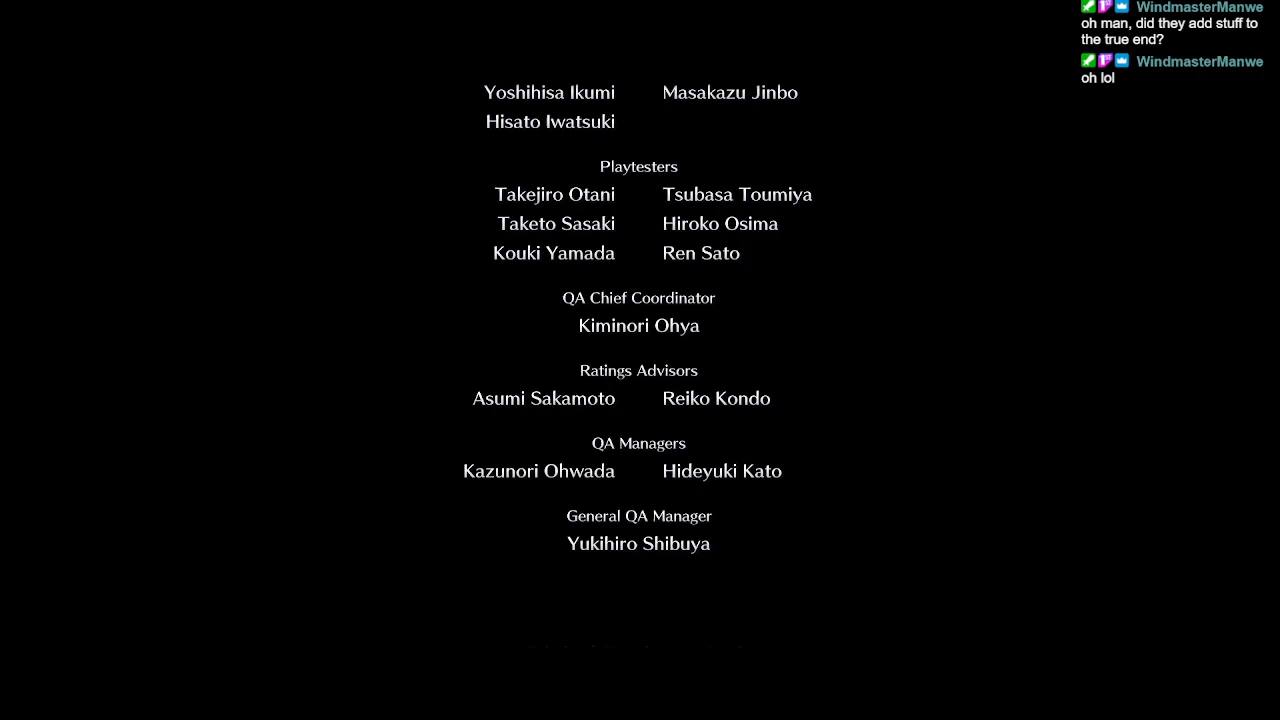 Yoshihisa Ikumi Masakazu Jinbo
Hisato Iwatsuki
Playtesters
Takejiro Otani Tsubasa Toumiya
Taketo Sasaki Hiroko Osima
Kouki Yamada Ren Sato
QA Chief Coordinator
Kiminori Ohya
Ratings Advisors
Asumi Sakamoto Reiko Kondo
QA Managers
Kazunori Ohwada Hideyuki Kato
General QA Manager
Yukihiro Shibuya
WindmasterManwe
oh man, did they add stuff to
the true end?
WindmasterManwe
oh lol